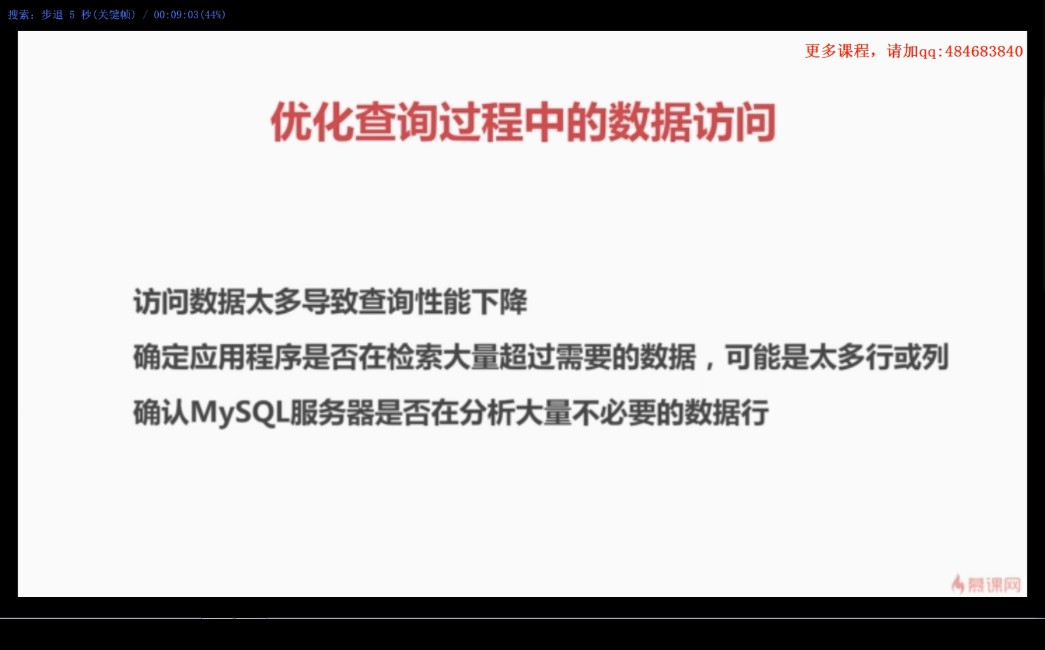 搜索: 步退 5 秒(关键帧) / 00:09:03(44%)
更多课程，请加qq:484683840
优化查询过程中的数据访问
访问数据太多导致查询性能下降
确定应用程序是否在检索大量超过需要的数据，可能是太多行或列
确认MySQL服务器是否在分析大量不必要的数据行
慕课网